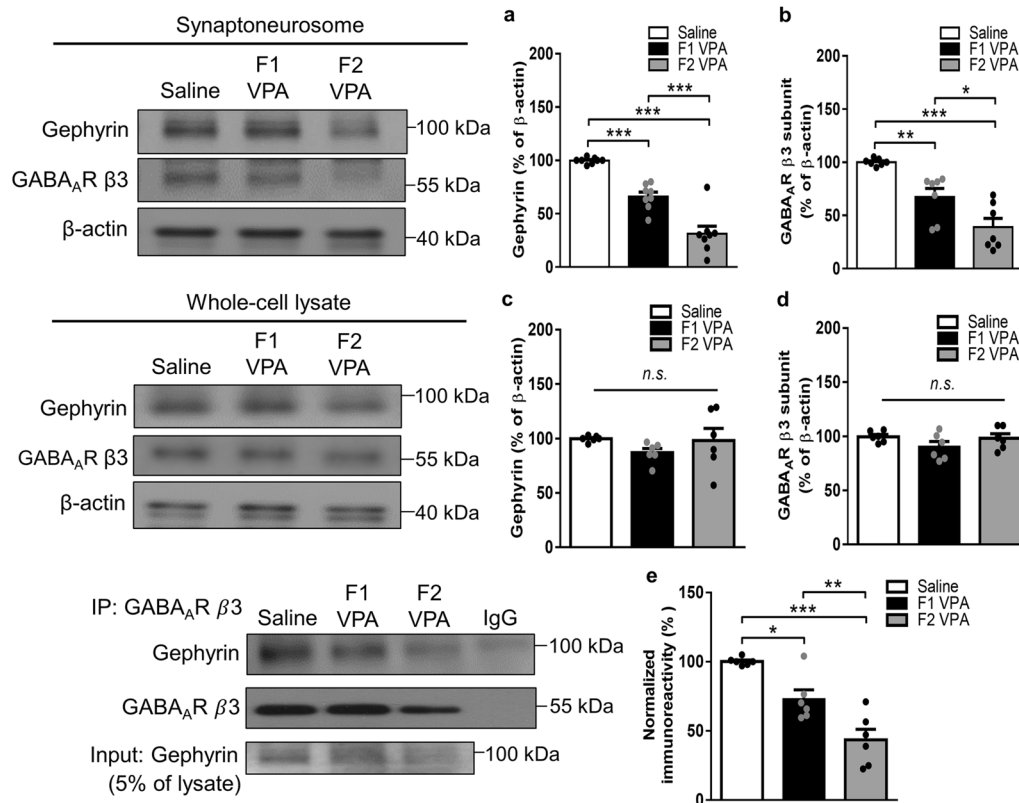 Synaptoneurosome
Saline
F1
VPA
F2
VPA
Gephyrin
100 kDa
GABA_AR β3
55 kDa
β-actin
40 kDa
a
Saline
F1 VPA
F2 VPA
Gephyrin (% of β-actin)
200
150
100
50
0
***
***
***
b
Saline
F1 VPA
F2 VPA
GABA_AR β3 subunit
(% of β-actin)
200
150
100
50
0
*
***
**
Whole-cell lysate
Saline
F1
VPA
F2
VPA
Gephyrin
100 kDa
GABA_AR β3
55 kDa
β-actin
40 kDa
c
Saline
F1 VPA
F2 VPA
Gephyrin (% of β-actin)
200
150
100
50
0
n.s.
d
Saline
F1 VPA
F2 VPA
GABA_AR β3 subunit
(% of β-actin)
200
150
100
50
0
n.s.
IP: GABA_AR β3
Saline
F1
VPA
F2
VPA
IgG
Gephyrin
100 kDa
GABA_AR β3
55 kDa
Input: Gephyrin
(5% of lysate)
100 kDa
e
Saline
F1 VPA
F2 VPA
Normalized
immunoreactivity (% )
150
100
50
0
**
***
*